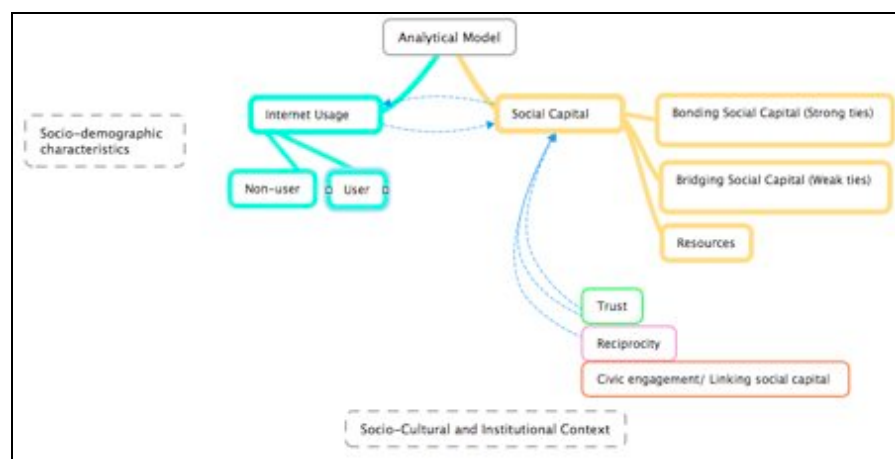 Analytical Model
Internet Usage
Social Capital
Bonding Social Capital (Strong ties)
Socio-demographic
characteristics
Bridging Social Capital (Weak ties)
Non-user
User
Resources
Trust
Reciprocity
Civic engagement/ Linking social capital
Socio-Cultural and Institutional Context